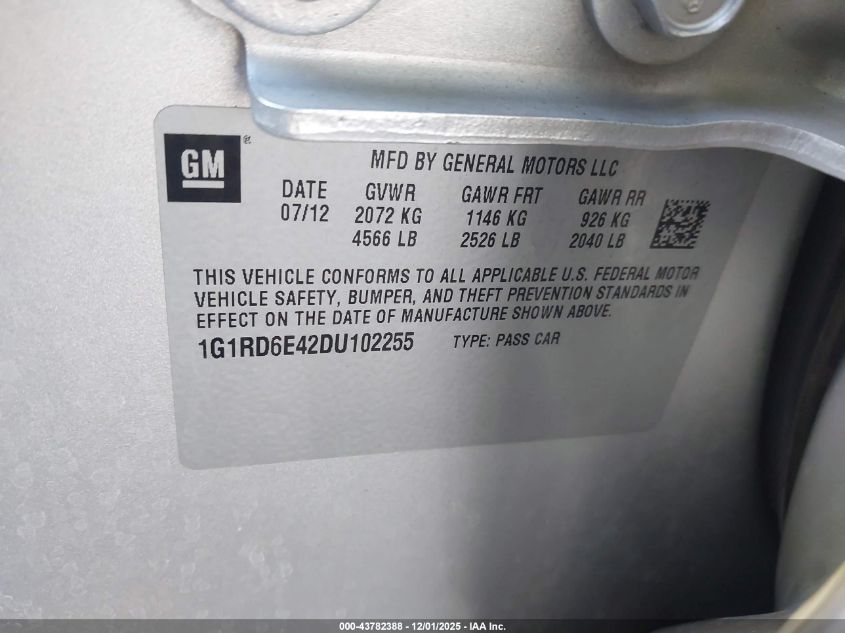 GM®
MFD BY GENERAL MOTORS LLC
DATE GVWR GAWR FRT GAWR RR
07/12 2072 KG 1146 KG 926 KG
4566 LB 2526 LB 2040 LB
THIS VEHICLE CONFORMS TO ALL APPLICABLE U.S. FEDERAL MOTOR
VEHICLE SAFETY, BUMPER, AND THEFT PREVENTION STANDARDS IN
EFFECT ON THE DATE OF MANUFACTURE SHOWN ABOVE.
1G1RD6E42DU102255 TYPE: PASS CAR
000-43782388 - 12/01/2025 - IAA Inc.